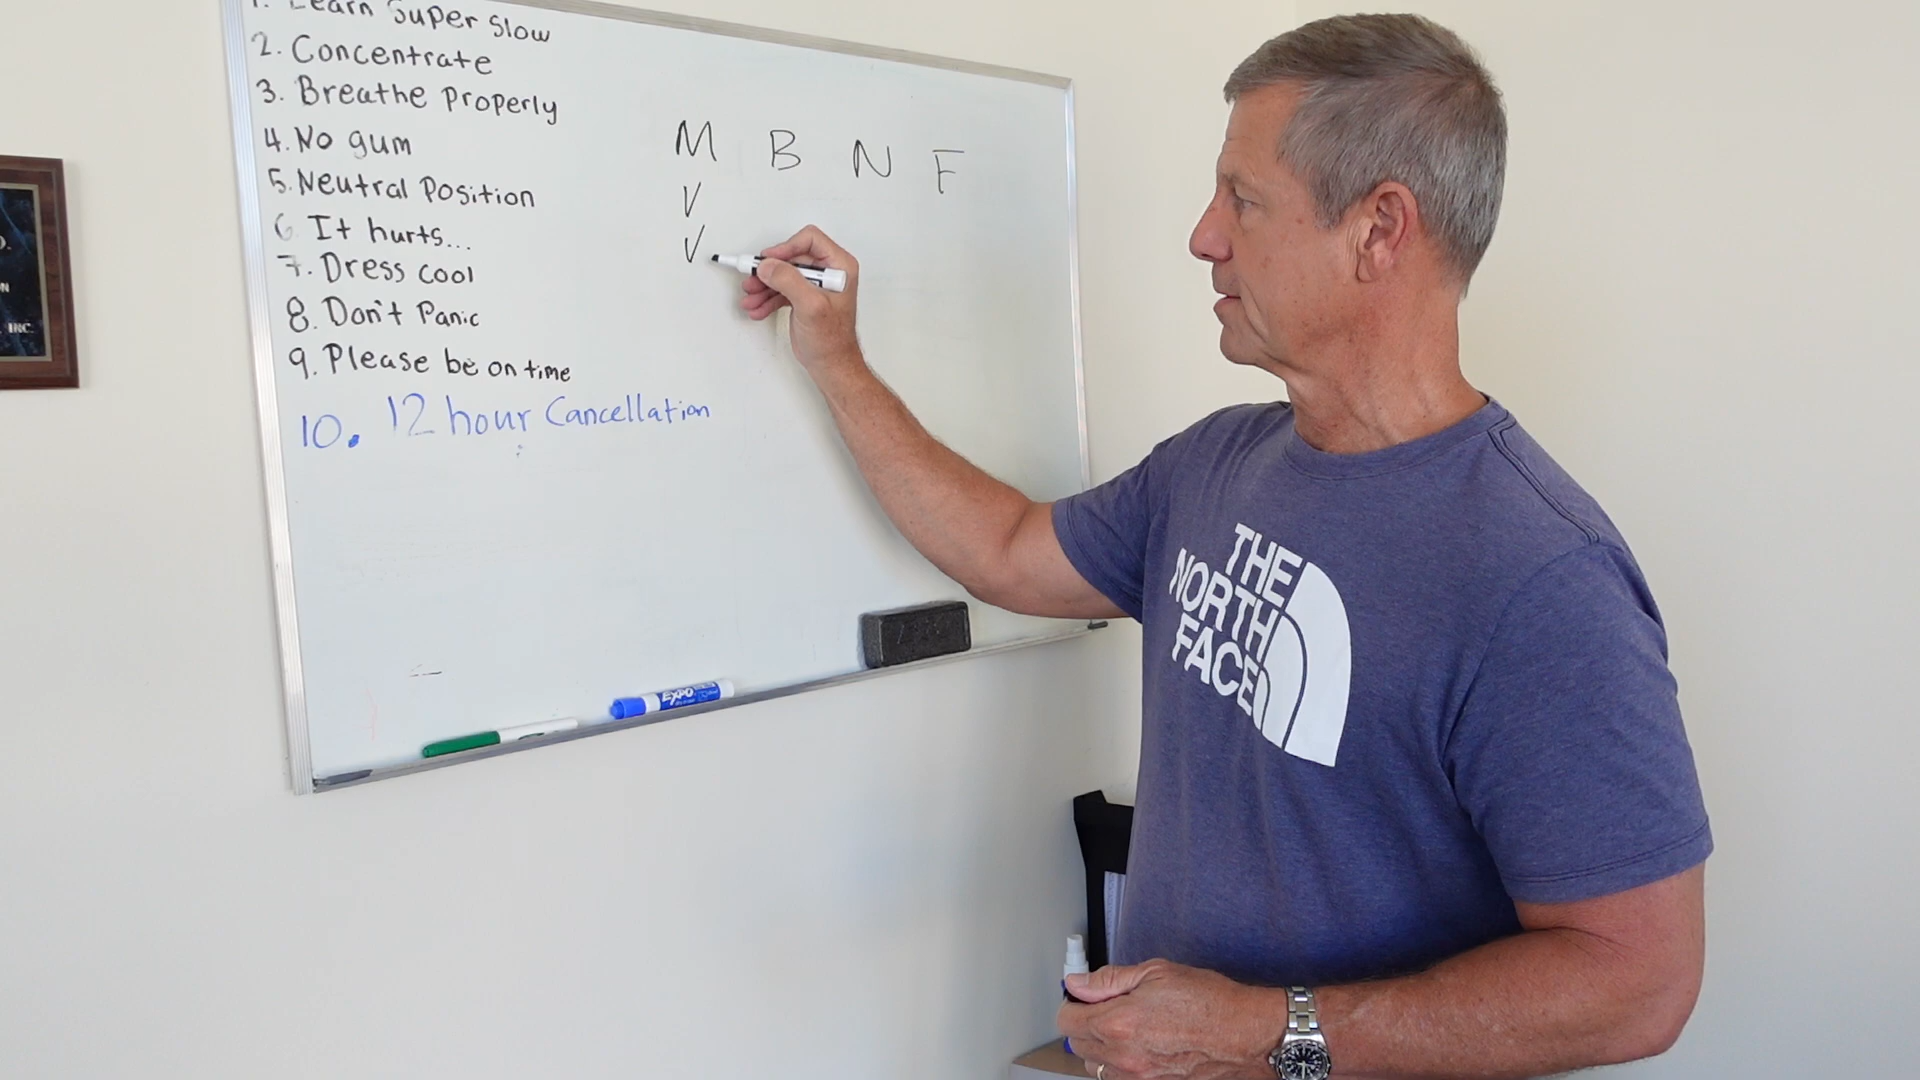 1. Learn Super Slow
2. Concentrate
3. Breathe Properly
4. No gum
5. Neutral Position
6. It hurts...
7. Dress cool
8. Don't Panic
9. Please be on time
10. 12 hour Cancellation
M B N F
V
V
EXPO
THE
NORTH
FACE
INC.